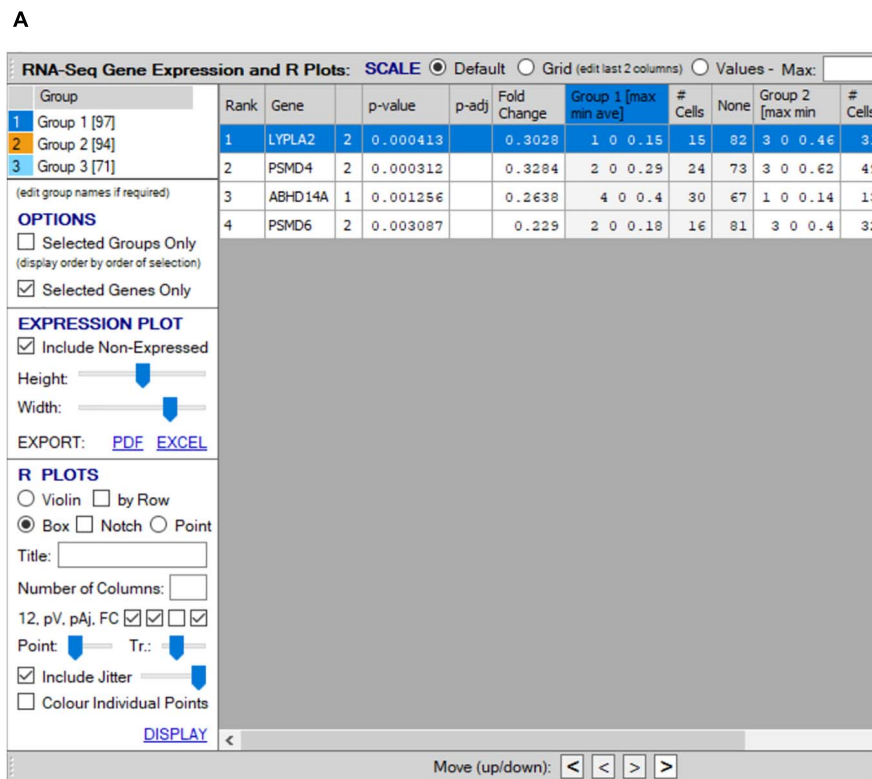 A
RNA-Seq Gene Expression and R Plots: SCALE Default Grid (edit last 2 columns) Values - Max:
Group
1 Group 1 [97]
2 Group 2 [94]
3 Group 3 [71]
(edit group names if required)
OPTIONS
Selected Groups Only
(display order by order of selection)
Selected Genes Only
EXPRESSION PLOT
Include Non-Expressed
Height:
Width:
EXPORT: PDF EXCEL
R PLOTS
Violin by Row
Box Notch Point
Title:
Number of Columns:
12, pV, pAj, FC
Point: Tr.:
Include Jitter
Colour Individual Points
DISPLAY
Rank Gene p-value p-adj Fold Change Group 1 [max min ave] # Cells None Group 2 [max min # Cells
1 LYPLA2 2 0.000413 0.3028 1 0 0.15 15 82 3 0 0.46
2 PSMD4 2 0.000312 0.3284 2 0 0.29 24 73 3 0 0.62
3 ABHD14A 1 0.001256 0.2638 4 0 0.4 30 67 1 0 0.14
4 PSMD6 2 0.003087 0.229 2 0 0.18 16 81 3 0 0.4
Move (up/down): < < > >